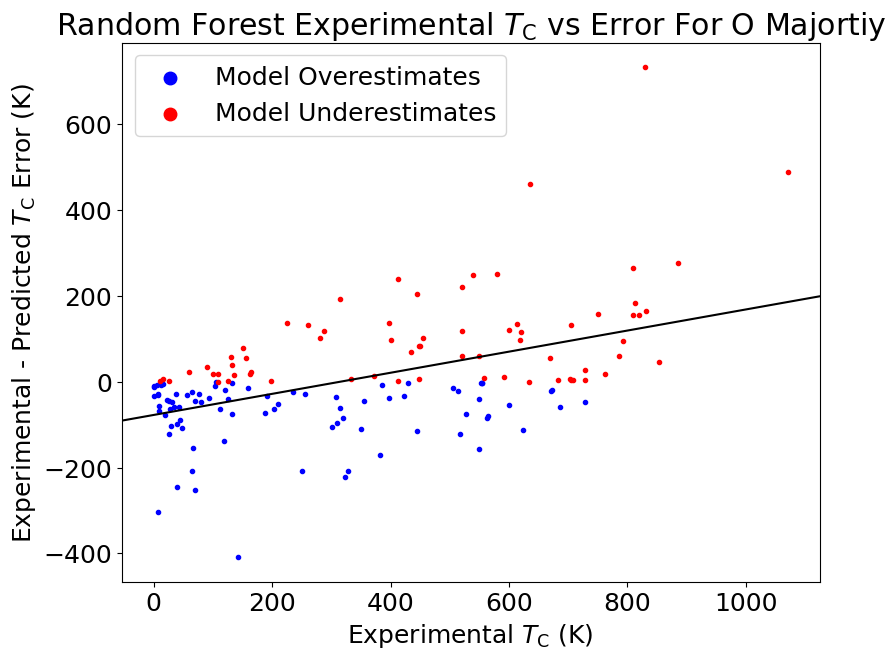 Random Forest Experimental T_C vs Error For O Majortiy
Model Overestimates
Model Underestimates
Experimental - Predicted T_C Error (K)
600
400
200
0
−200
−400
0 200 400 600 800 1000
Experimental T_C (K)